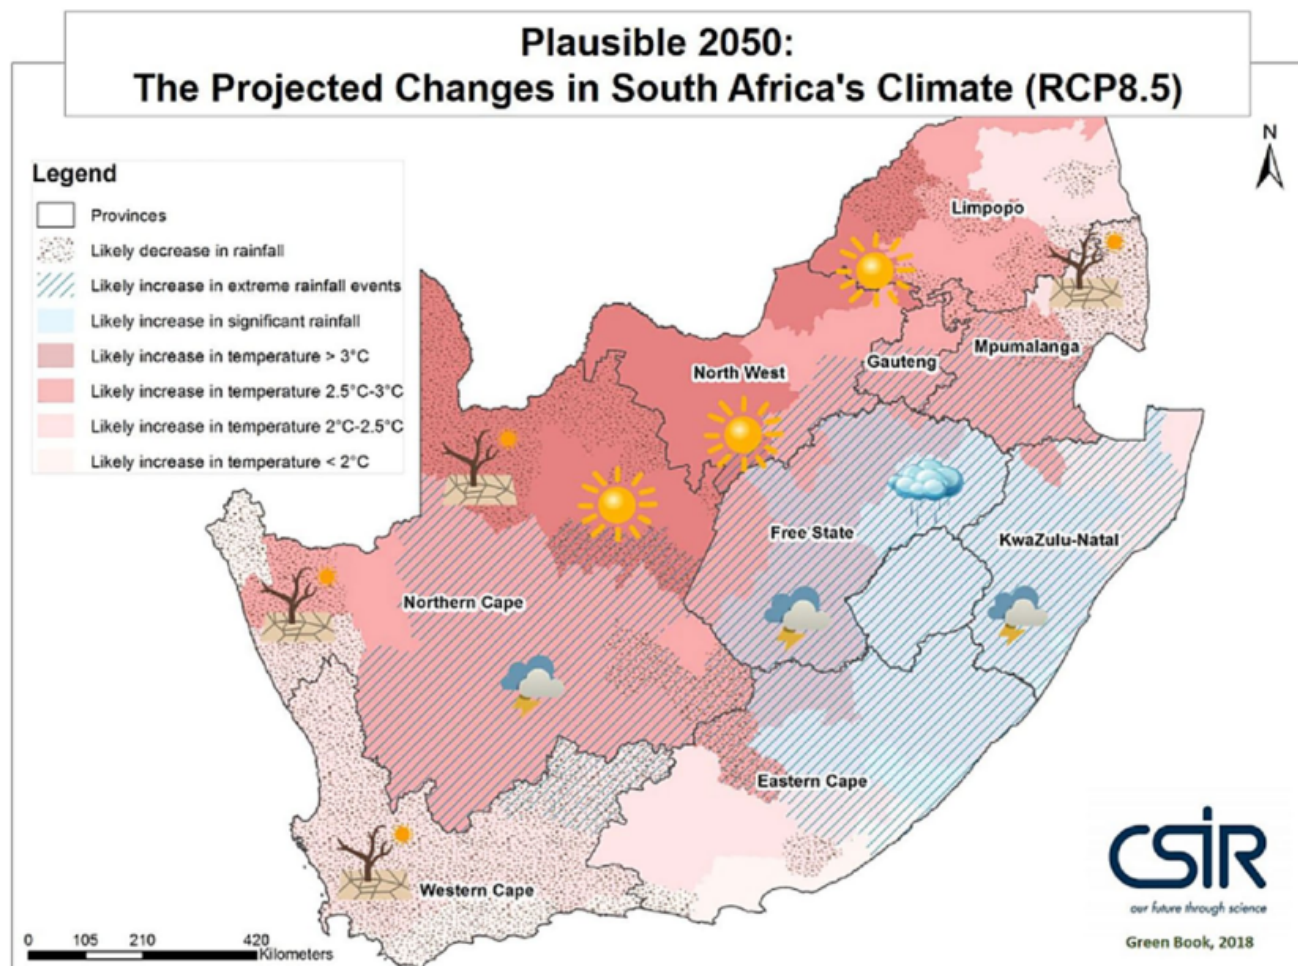 Plausible 2050:
The Projected Changes in South Africa's Climate (RCP8.5)
N
Legend
Provinces
Likely decrease in rainfall
Likely increase in extreme rainfall events
Likely increase in significant rainfall
Likely increase in temperature > 3°C
Likely increase in temperature 2.5°C-3°C
Likely increase in temperature 2°C-2.5°C
Likely increase in temperature < 2°C
Limpopo
Mpumalanga
Gauteng
North West
Free State
KwaZulu-Natal
Northern Cape
Eastern Cape
Western Cape
0 105 210 420
Kilometers
CSIR
our future through science
Green Book, 2018